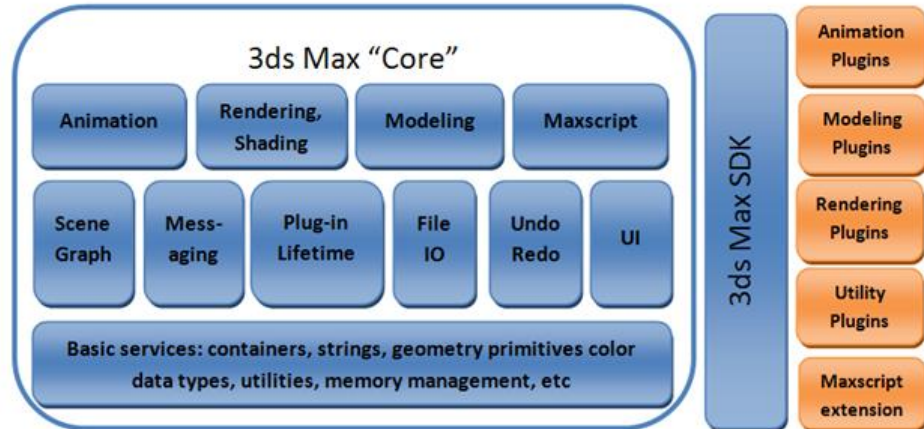 3ds Max “Core”
Animation
Rendering,
Shading
Modeling
Maxscript
Scene
Graph
Mess-
aging
Plug-in
Lifetime
File
IO
Undo
Redo
UI
Basic services: containers, strings, geometry primitives color
data types, utilities, memory management, etc
3ds Max SDK
Animation
Plugins
Modeling
Plugins
Rendering
Plugins
Utility
Plugins
Maxscript
extension